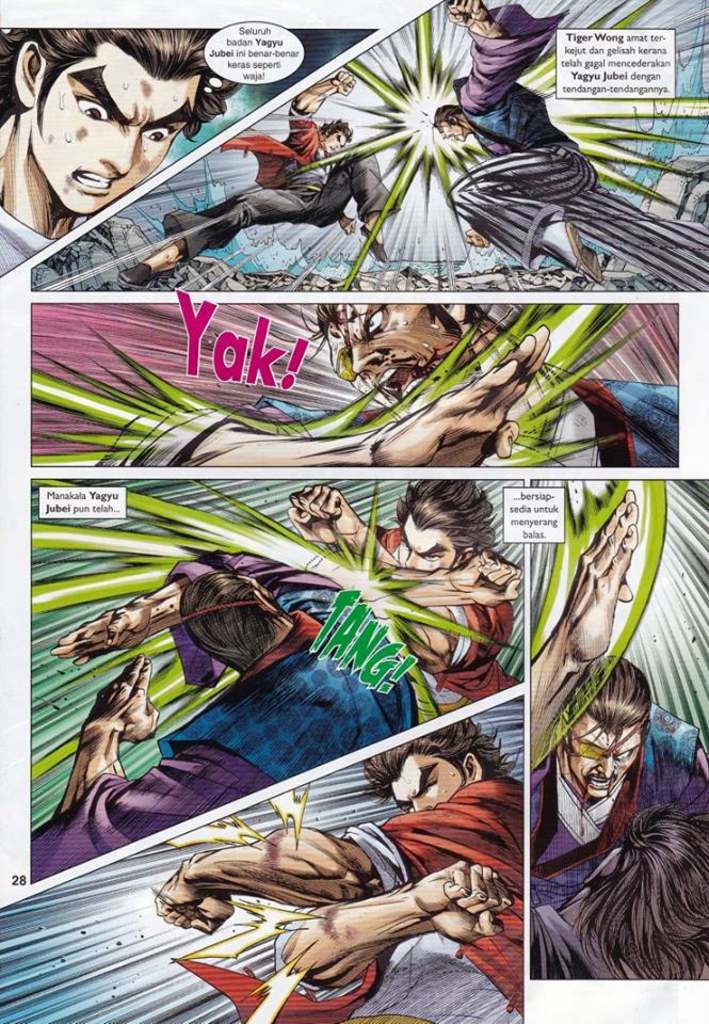 Seluruh
badan Yagyu
Jubei ini benar-benar
keras seperti
waja!
Tiger Wong amat ter-
kejut dan gelisah kerana
telah gagal mencederakan
Yagyu Jubei dengan
tendangan-tendangannya.
Yak!
Manakala Yagyu
Jubei pun telah...
...bersiap-
sedia untuk
menyerang
balas.
TANG!
28